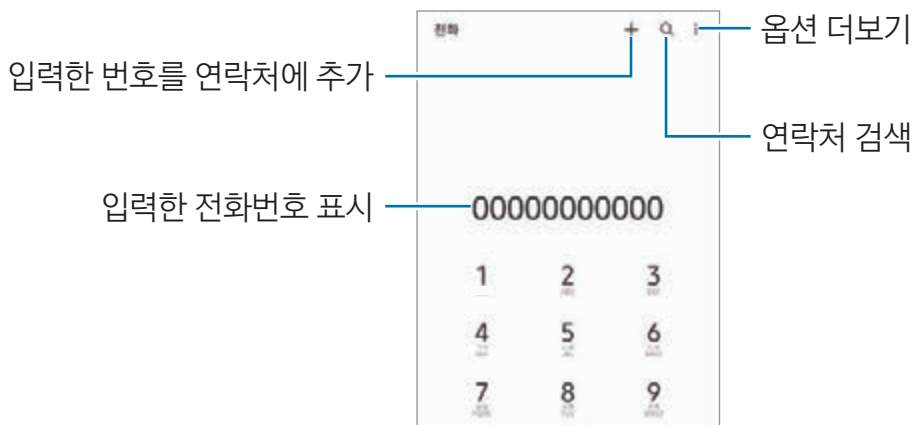 전화
옵션 더보기
입력한 번호를 연락처에 추가
연락처 검색
입력한 전화번호 표시
00000000000
1 2 3
4 5 6
7 8 9